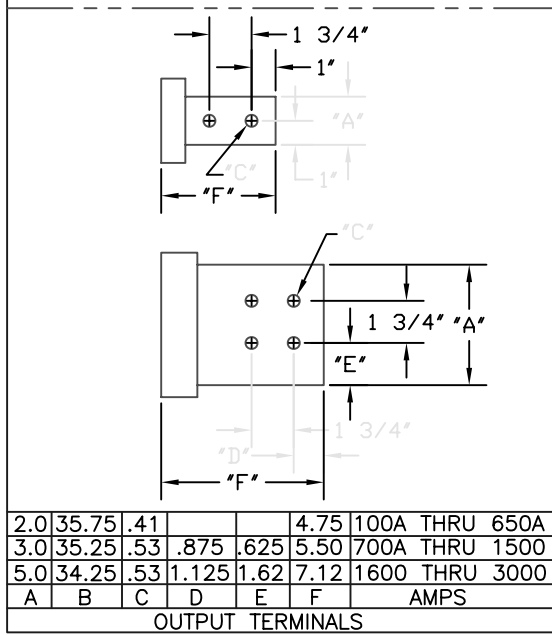 1 3/4"
1"
"A"
"C"
1"
"F"
"C"
1 3/4" "A"
"E"
1 3/4"
"D"
"F"
2.0 35.75 .41 4.75 100A THRU 650A
3.0 35.25 .53 .875 .625 5.50 700A THRU 1500
5.0 34.25 .53 1.125 1.62 7.12 1600 THRU 3000
A B C D E F AMPS
OUTPUT TERMINALS